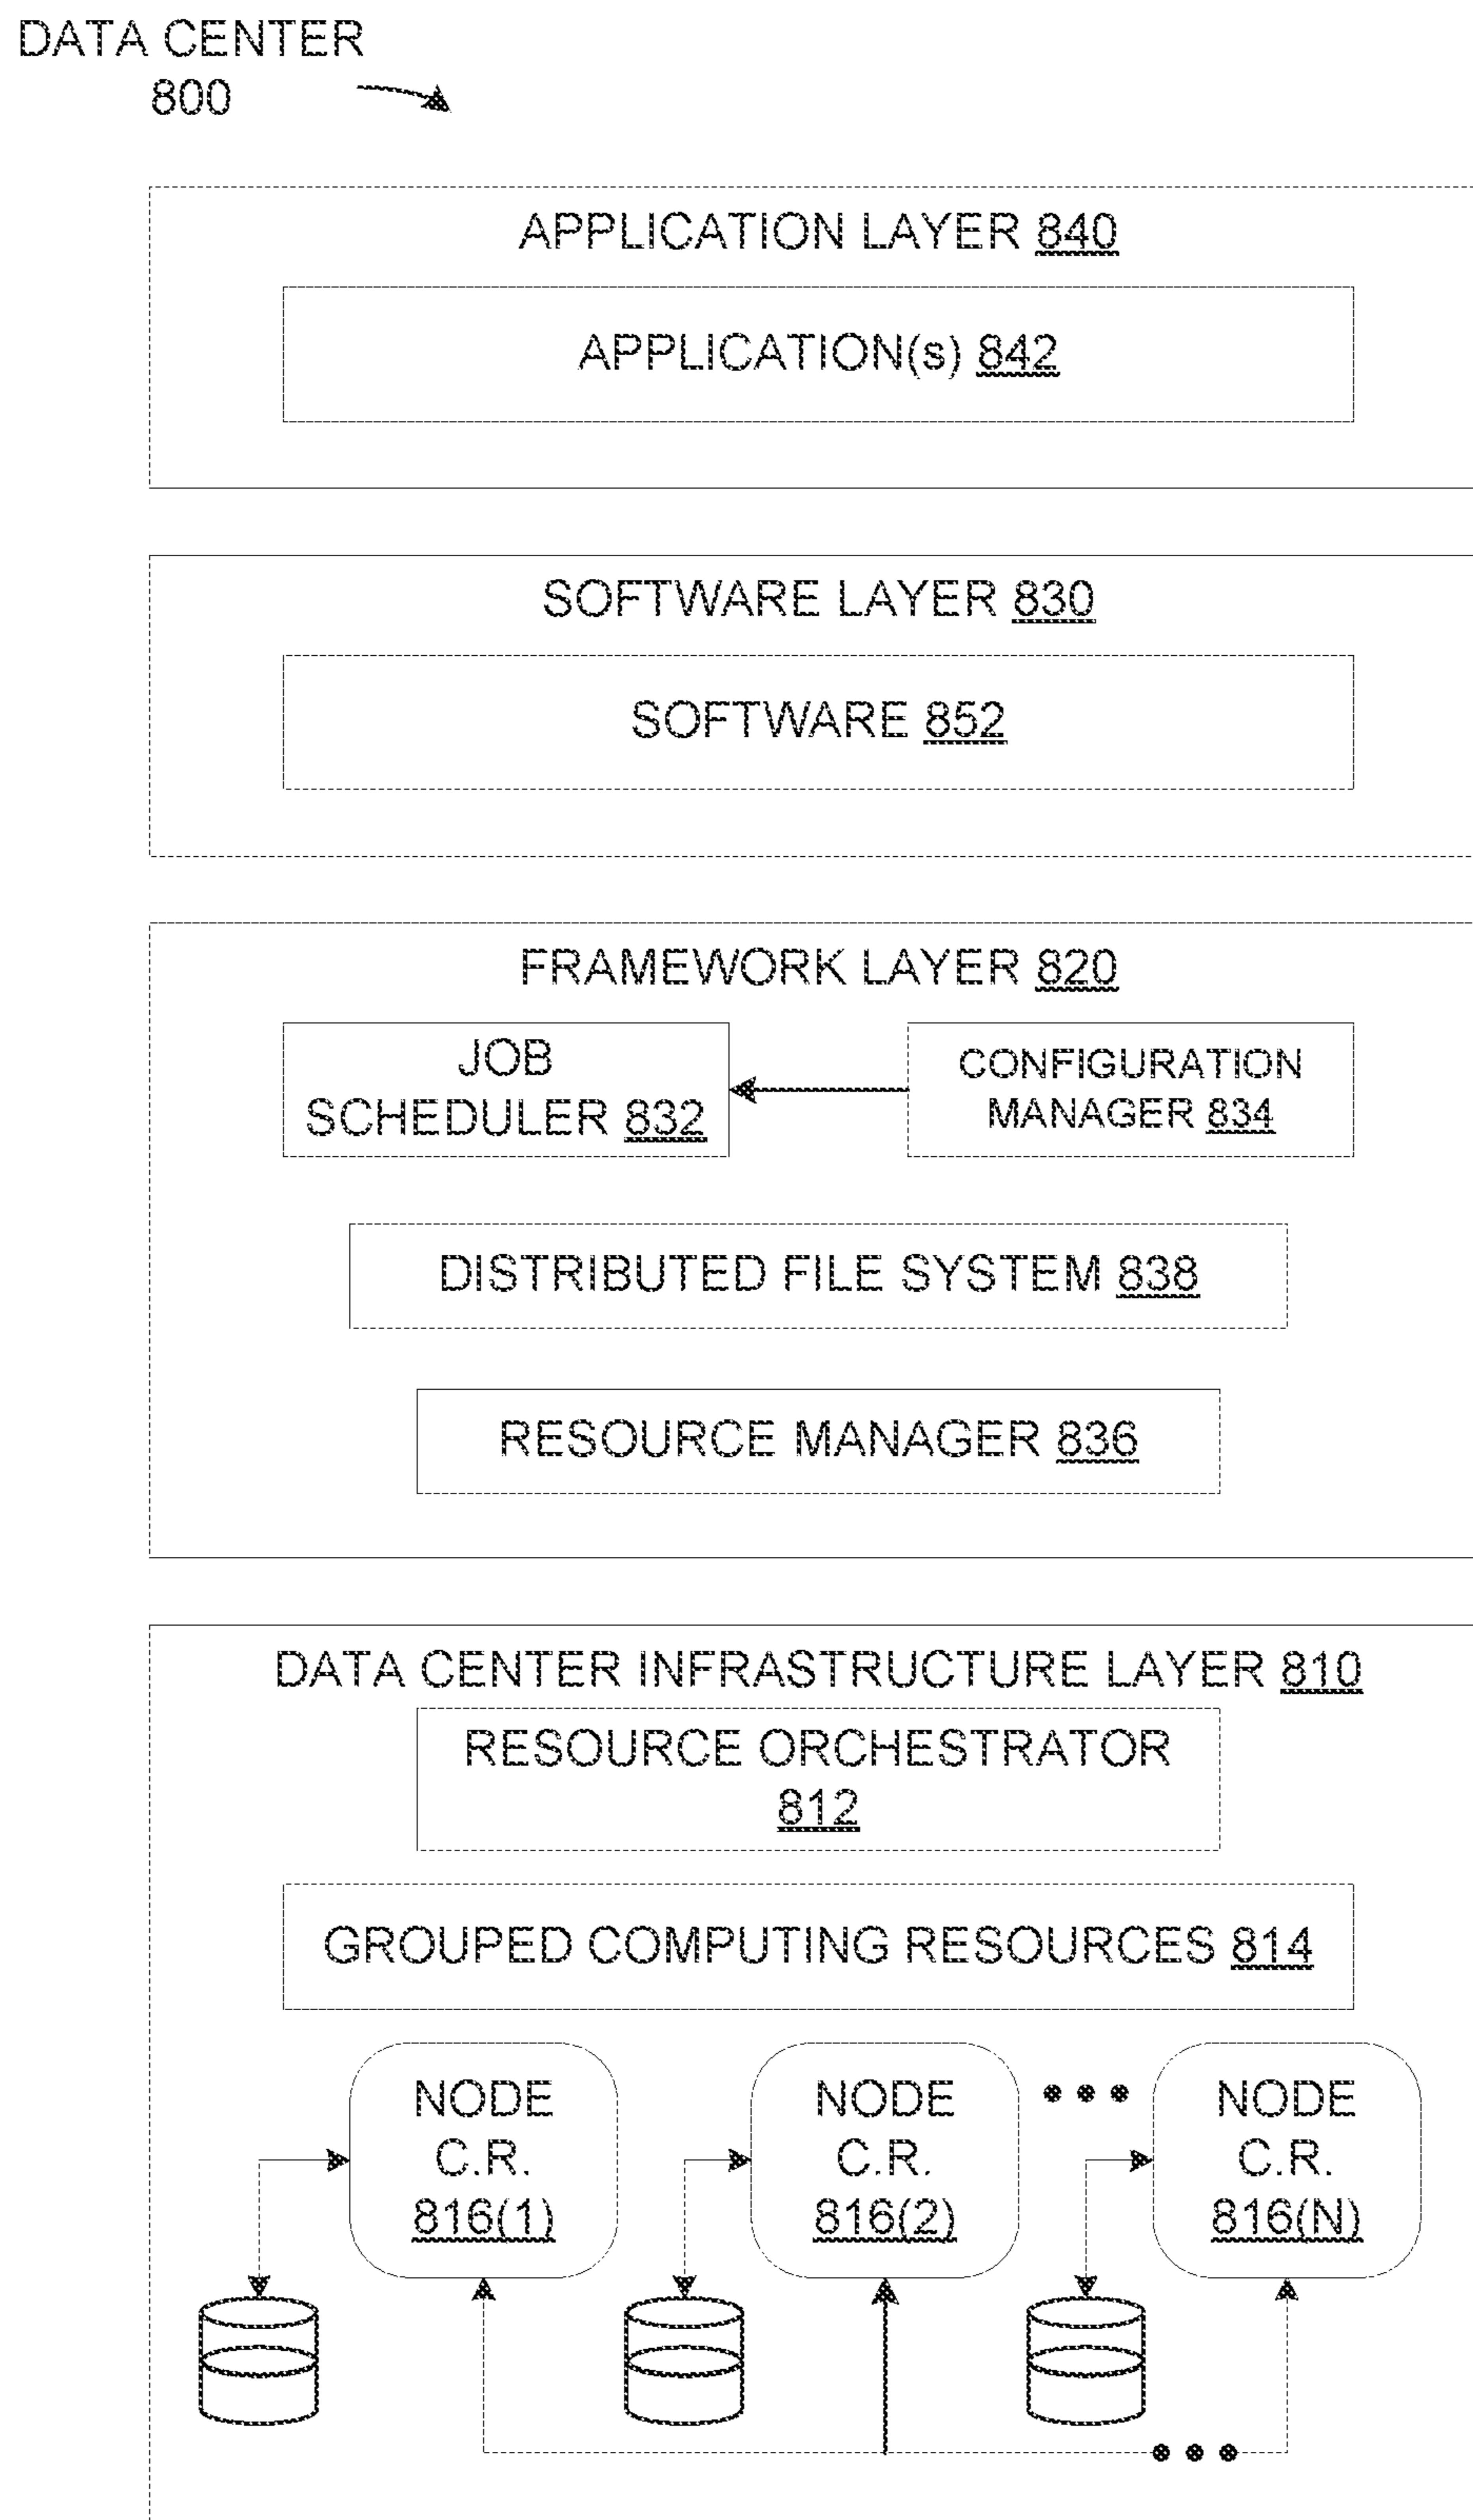 DATA CENTER
800
APPLICATION LAYER 840
APPLICATION(s) 842
SOFTWARE LAYER 830
SOFTWARE 852
FRAMEWORK LAYER 820
JOB
SCHEDULER 832
CONFIGURATION
MANAGER 834
DISTRIBUTED FILE SYSTEM 838
RESOURCE MANAGER 836
DATA CENTER INFRASTRUCTURE LAYER 810
RESOURCE ORCHESTRATOR
812
GROUPED COMPUTING RESOURCES 814
NODE
C.R.
816(1)
NODE
C.R.
816(2)
NODE
C.R.
816(N)